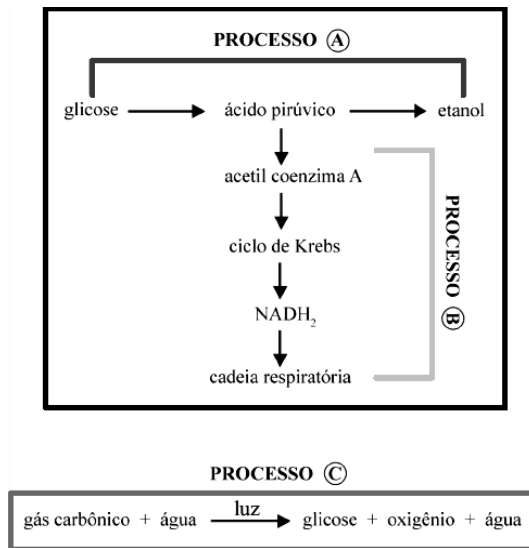 PROCESSO Ⓐ
glicose → ácido pirúvico → etanol
acetil coenzima A
ciclo de Krebs
NADH₂
cadeia respiratória
PROCESSO Ⓑ
PROCESSO Ⓒ
gás carbônico + água luz → glicose + oxigênio + água